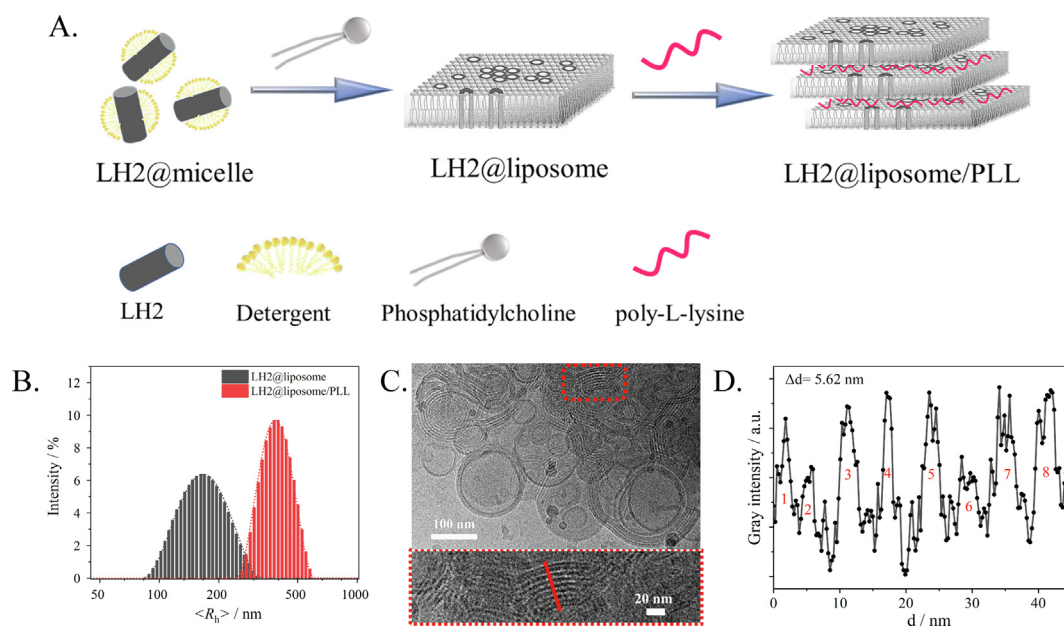 A.
LH2@micelle
LH2@liposome
LH2@liposome/PLL
LH2
Detergent
Phosphatidylcholine
poly-L-lysine
B.
LH2@liposome
LH2@liposome/PLL
Intensity / %
12
10
8
6
4
2
0
50 100 200 500 1000
<Rh> / nm
C.
100 nm
20 nm
D.
Δd= 5.62 nm
Gray intensity / a.u.
1 2 3 4 5 6 7 8
0 10 20 30 40
d / nm